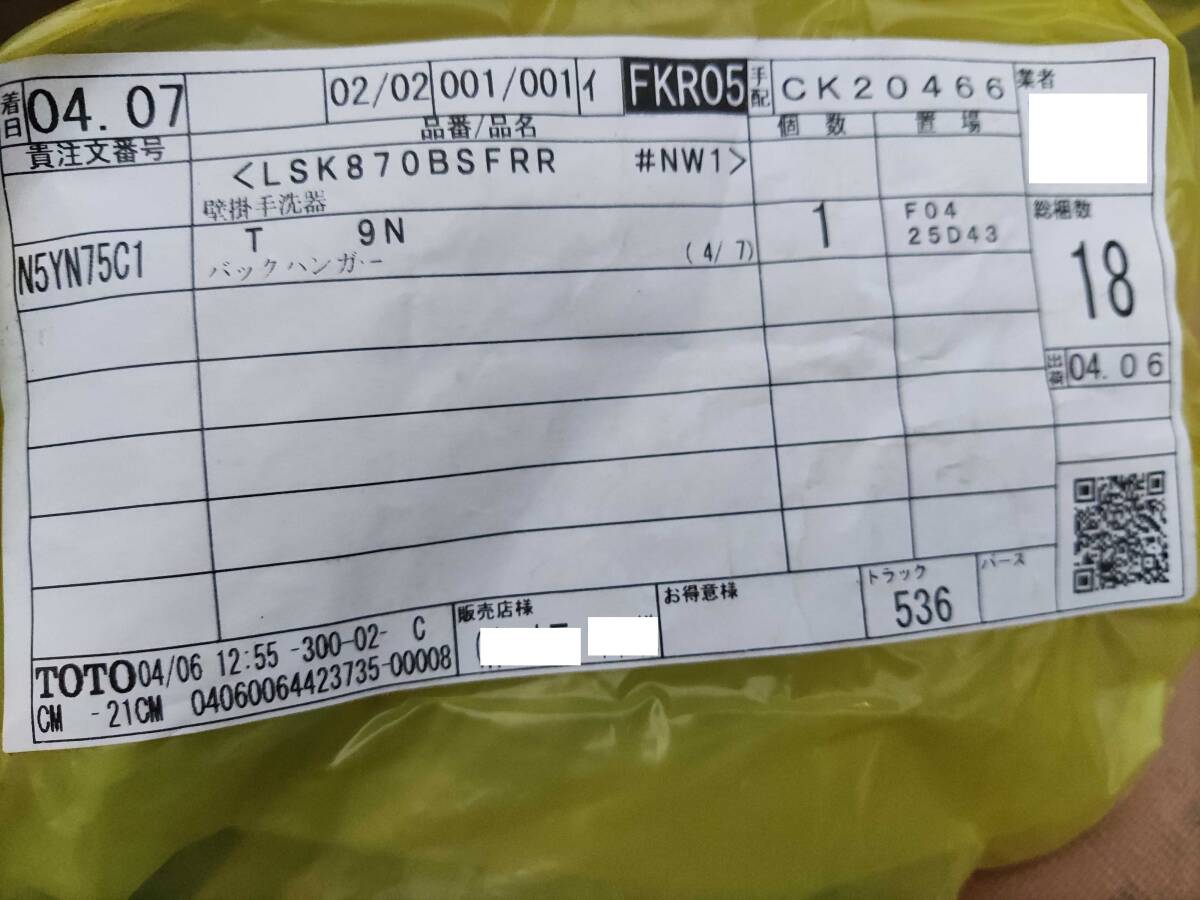 着日 04.07 02/02 001/001 イ FKR05 手配 CK20466 業者
貴注文番号 品番/品名 個数 置場
<LSK870BSFRR #NW1>
壁掛手洗器
N5YN75C1 T 9N (4/7) 1 F04
バックハンガー 25D43
総梱数
18
出荷 04.06
販売店様 お得意様 トラック バース
536
TOTO 04/06 12:55 -300-02- C
CM -21CM 04060064423735-00008